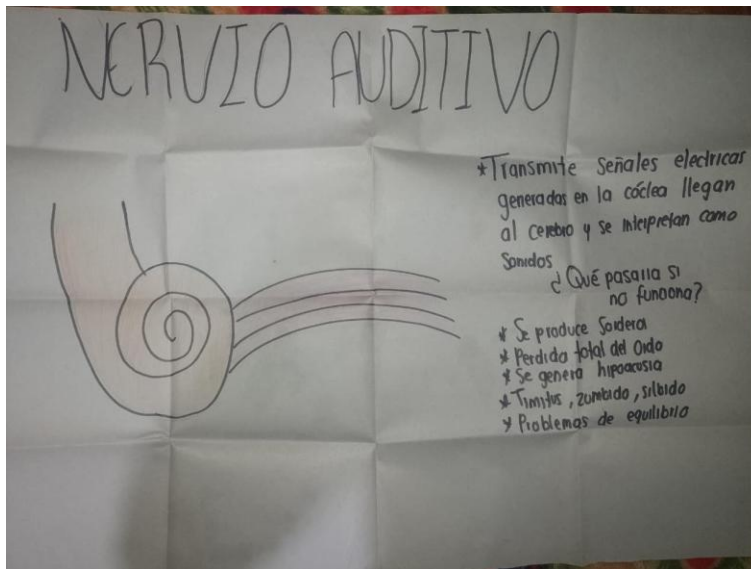 NERVIO AUDITIVO
*Transmite señales electricas
generadas en la cóclea llegan
al cerebro y se interpretan como
Sonidos
¿Qué pasaria si
no funciona?
* Se produce Sordera
* Perdida total del Oido
* Se genera hipoacusia
* Tinitus, zumbido, silbido
* Problemas de equilibrio